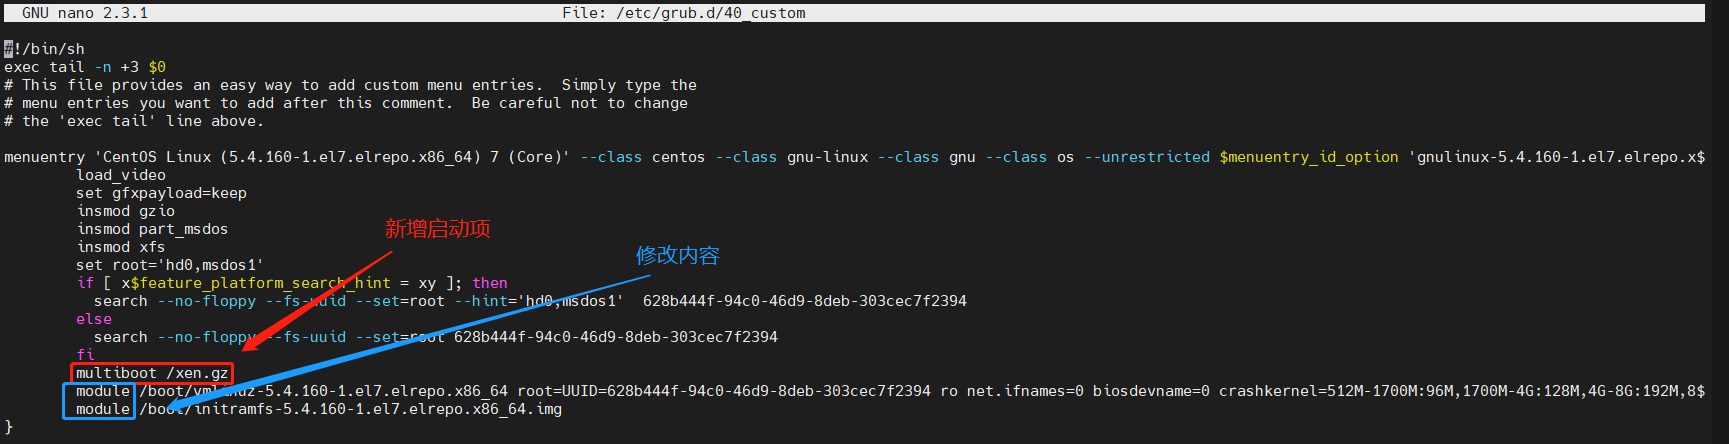 GNU nano 2.3.1 File: /etc/grub.d/40_custom
#!/bin/sh
exec tail -n +3 $0
# This file provides an easy way to add custom menu entries.  Simply type the
# menu entries you want to add after this comment.  Be careful not to change
# the 'exec tail' line above.
menuentry 'CentOS Linux (5.4.160-1.el7.elrepo.x86_64) 7 (Core)' --class centos --class gnu-linux --class gnu --class os --unrestricted $menuentry_id_option 'gnulinux-5.4.160-1.el7.elrepo.x$
load_video
set gfxpayload=keep
insmod gzio
insmod part_msdos
新增启动项
insmod xfs
修改内容
set root='hd0,msdos1'
if [ x$feature_platform_search_hint = xy ]; then
search --no-floppy --fs-uuid --set=root --hint='hd0,msdos1'  628b444f-94c0-46d9-8deb-303cec7f2394
else
search --no-floppy --fs-uuid --set=root 628b444f-94c0-46d9-8deb-303cec7f2394
fi
multiboot /xen.gz
module /boot/vmlinuz-5.4.160-1.el7.elrepo.x86_64 root=UUID=628b444f-94c0-46d9-8deb-303cec7f2394 ro net.ifnames=0 biosdevname=0 crashkernel=512M-1700M:96M,1700M-4G:128M,4G-8G:192M,8$
module /boot/initramfs-5.4.160-1.el7.elrepo.x86_64.img
}